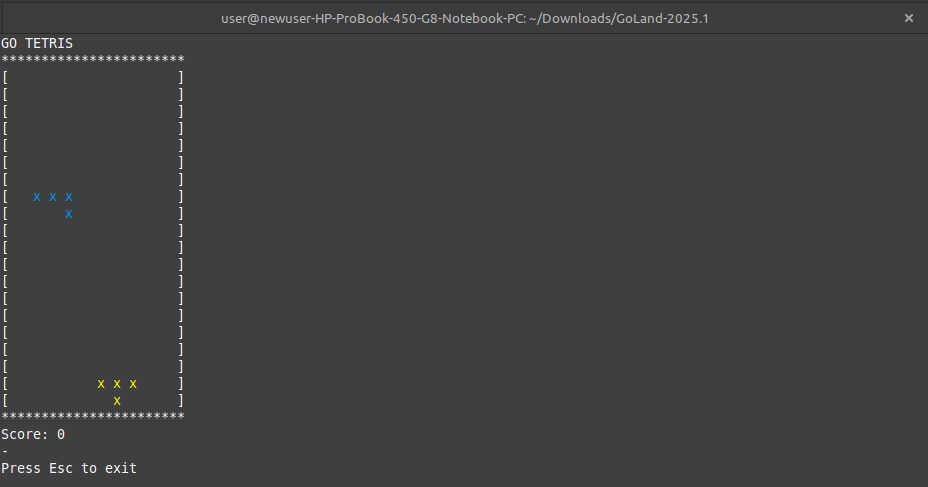 user@newuser-HP-ProBook-450-G8-Notebook-PC: ~/Downloads/GoLand-2025.1
GO TETRIS
***********************
[                     ]
[                     ]
[                     ]
[                     ]
[                     ]
[                     ]
[                     ]
[   x x x             ]
[       x             ]
[                     ]
[                     ]
[                     ]
[                     ]
[                     ]
[                     ]
[                     ]
[                     ]
[                     ]
[           x x x     ]
[             x       ]
***********************
Score: 0
-
Press Esc to exit